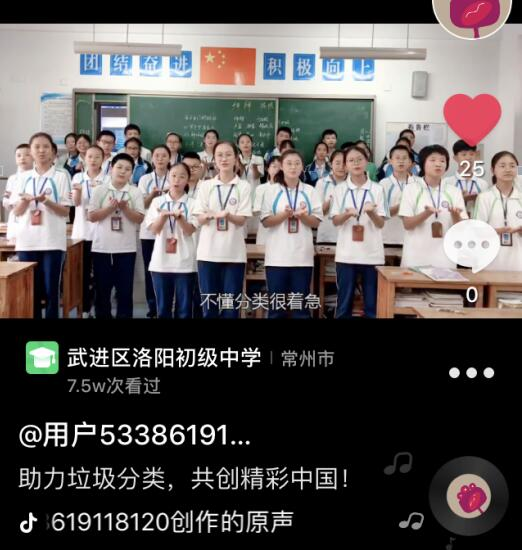 团结奋进
积极向上
25
0
不懂分类很着急
武进区洛阳初级中学
常州市
7.5w次看过
@用户53386191...
助力垃圾分类，共创精彩中国！
619118120创作的原声